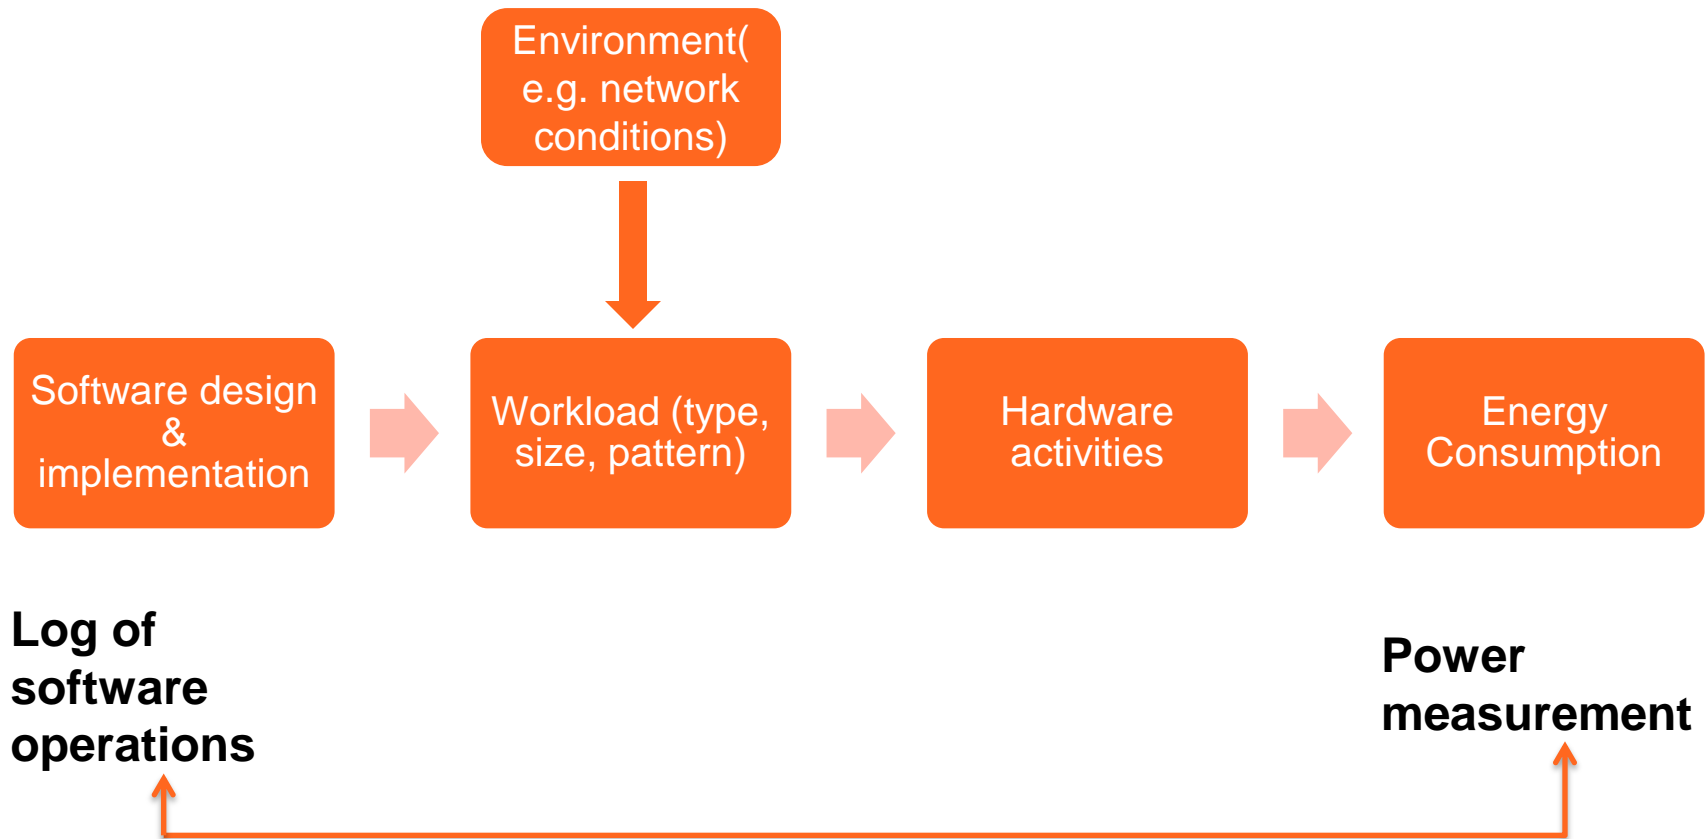 Environment(
e.g. network
conditions)
Software design
&
implementation
Workload (type,
size, pattern)
Hardware
activities
Energy
Consumption
Log of
software
operations
Power
measurement